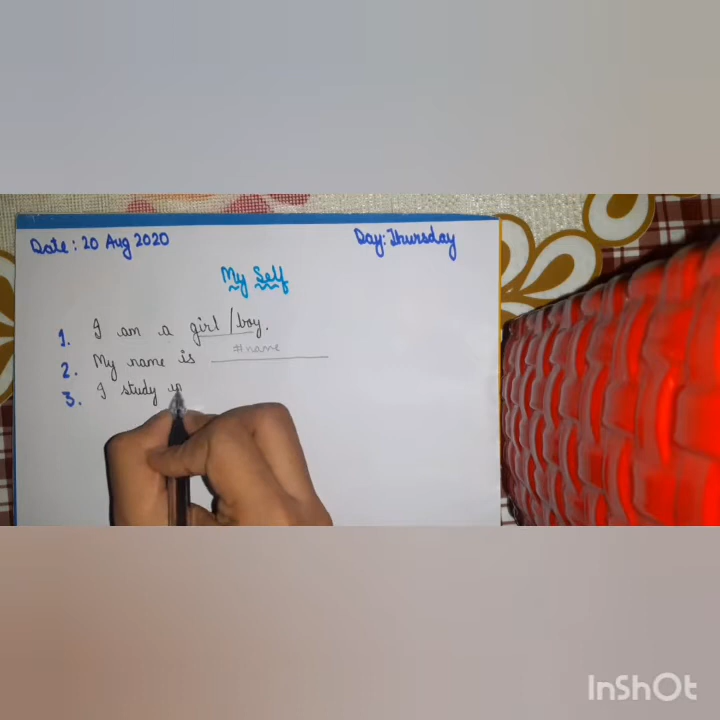 Date: 20 Aug 2020
Day: Thursday
My Self
1. I am a girl/boy.
2. My name is #name
3. I study in
InShOt